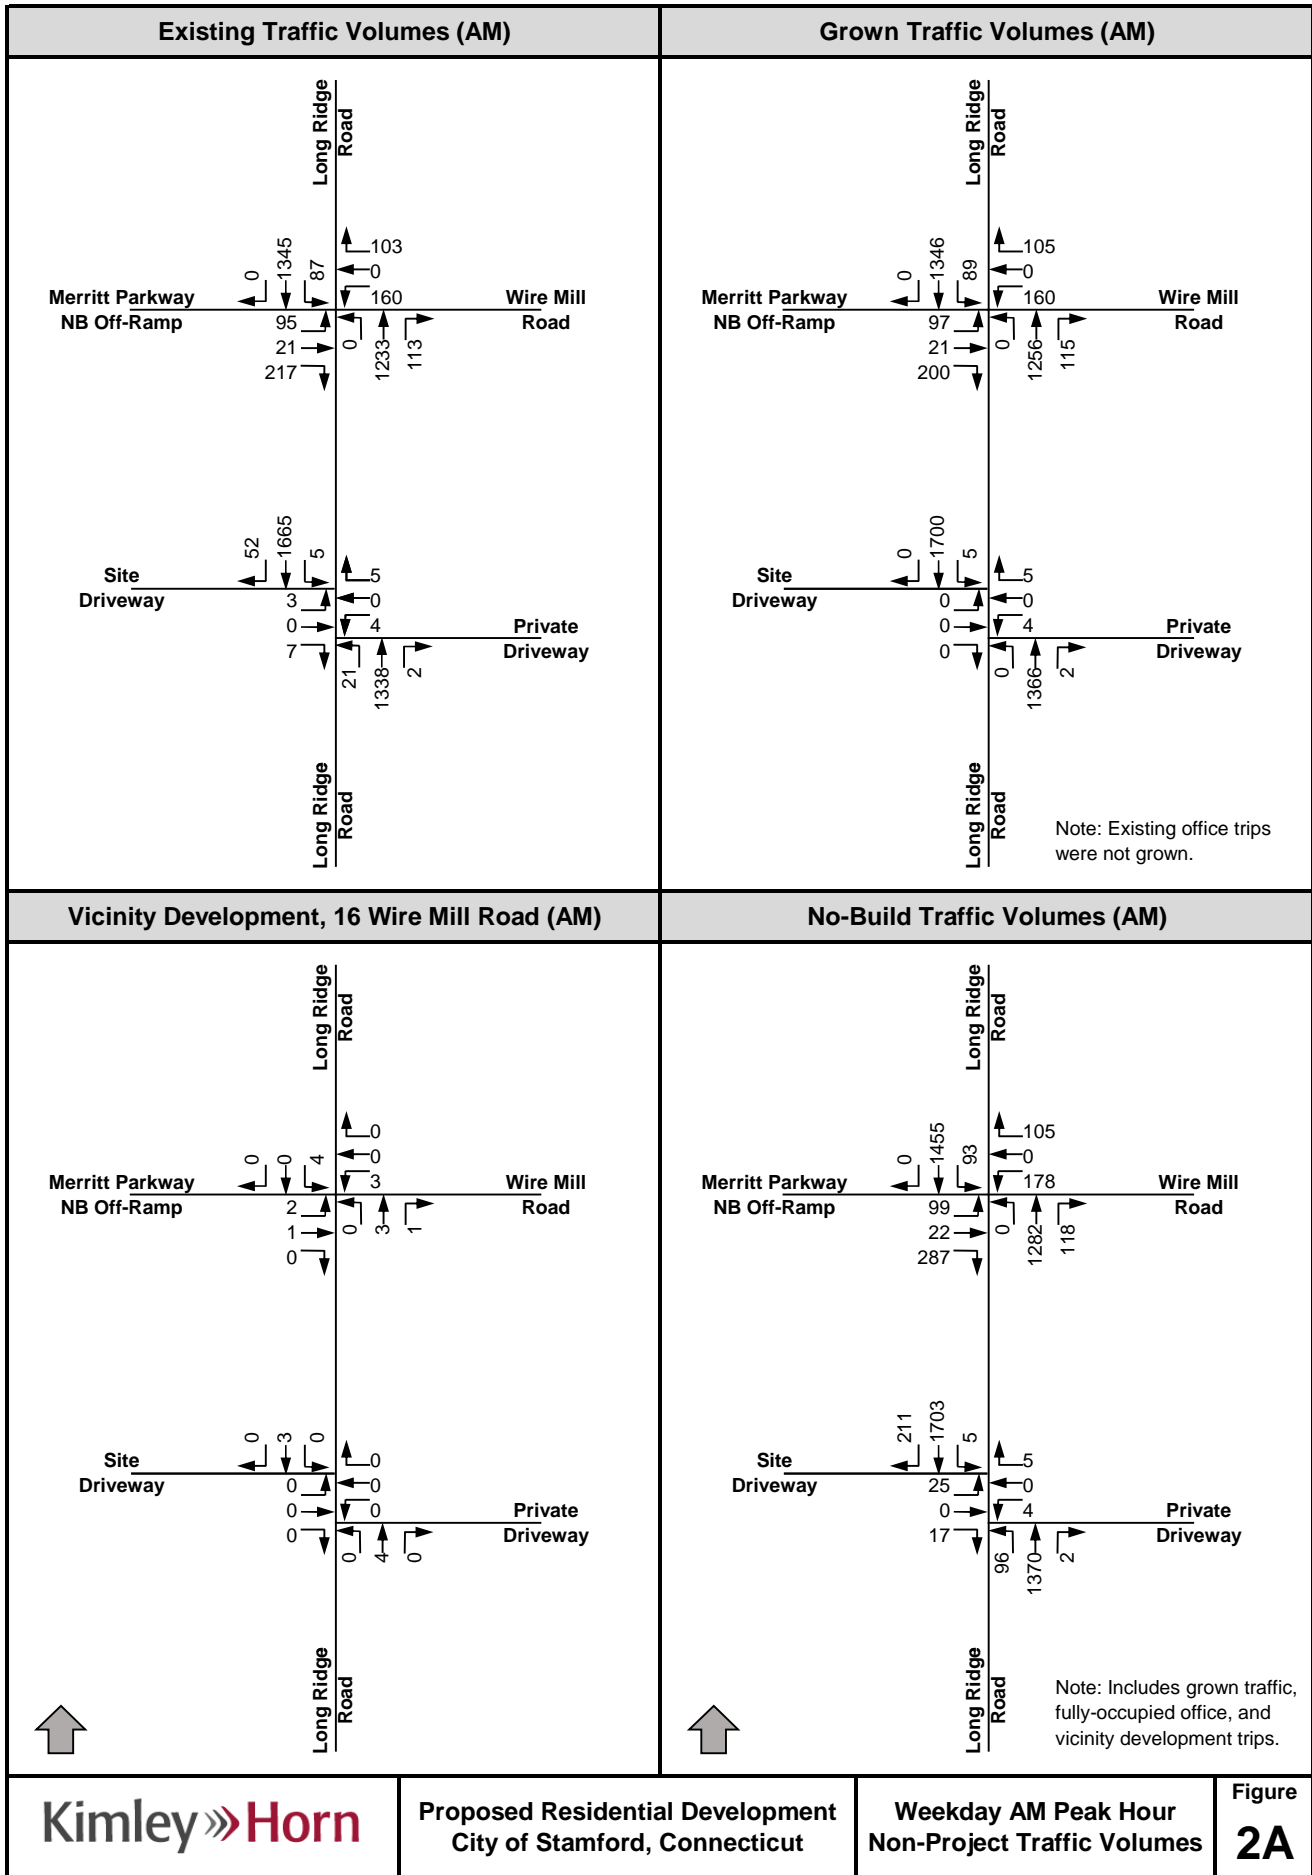 Existing Traffic Volumes (AM)
Long Ridge
Road
0
1345
87
103
0
160
Merritt Parkway
NB Off-Ramp
Wire Mill
Road
95
21
217
0
1233
113
52
1665
5
5
0
4
Site
Driveway
Private
Driveway
3
0
7
21
1338
2
Long Ridge
Road
Grown Traffic Volumes (AM)
Long Ridge
Road
0
1346
89
105
0
160
Merritt Parkway
NB Off-Ramp
Wire Mill
Road
97
21
200
0
1256
115
0
1700
5
5
0
4
Site
Driveway
Private
Driveway
0
0
0
0
1366
2
Long Ridge
Road
Note: Existing office trips
were not grown.
Vicinity Development, 16 Wire Mill Road (AM)
Long Ridge
Road
0
0
4
0
0
3
Merritt Parkway
NB Off-Ramp
Wire Mill
Road
2
1
0
0
3
1
0
3
0
0
0
0
Site
Driveway
Private
Driveway
0
0
0
0
4
0
Long Ridge
Road
No-Build Traffic Volumes (AM)
Long Ridge
Road
0
1455
93
105
0
178
Merritt Parkway
NB Off-Ramp
Wire Mill
Road
99
22
287
0
1282
118
211
1703
5
5
0
4
Site
Driveway
Private
Driveway
25
0
17
96
1370
2
Long Ridge
Road
Note: Includes grown traffic,
fully-occupied office, and
vicinity development trips.
Kimley»Horn
Proposed Residential Development
City of Stamford, Connecticut
Weekday AM Peak Hour
Non-Project Traffic Volumes
Figure
2A